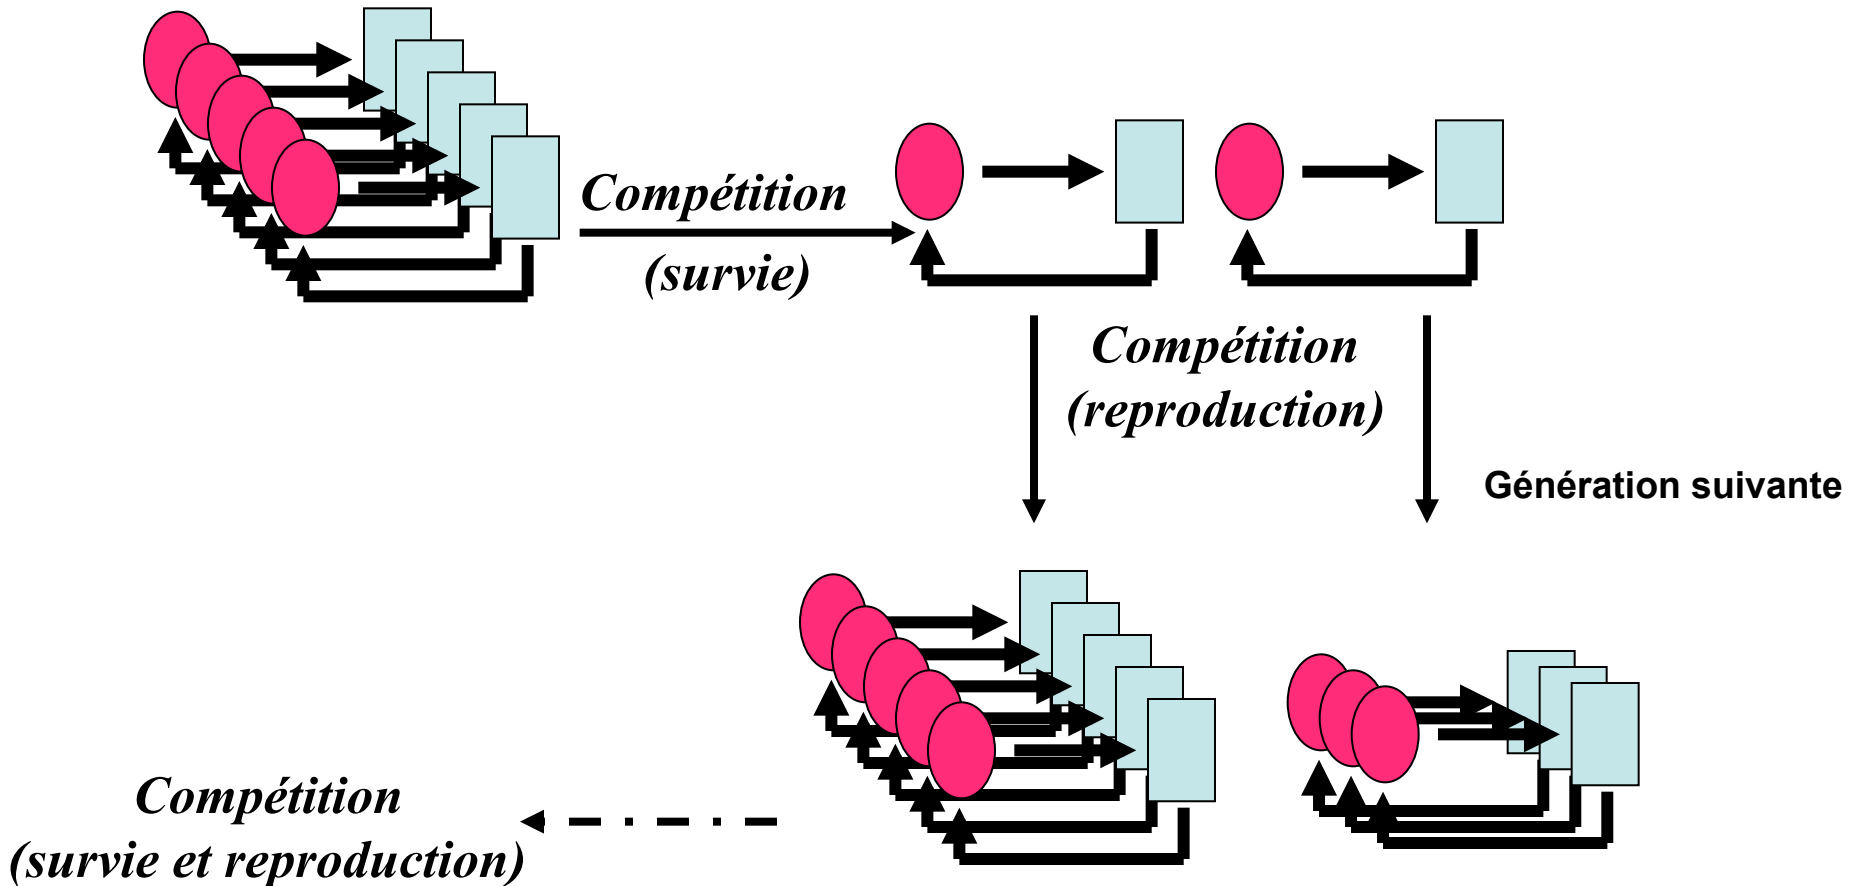 Compétition
(survie)
Compétition
(reproduction)
Génération suivante
Compétition
(survie et reproduction)